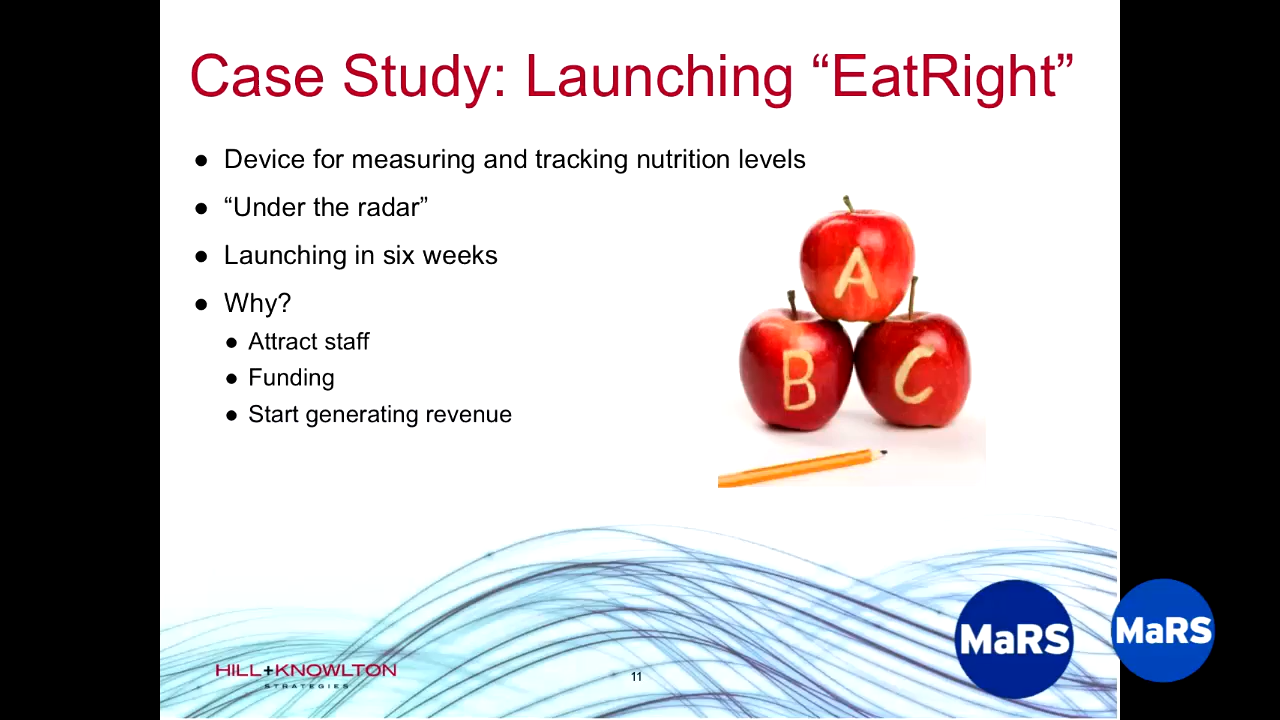 Case Study: Launching “EatRight”
● Device for measuring and tracking nutrition levels
● “Under the radar”
● Launching in six weeks
● Why?
● Attract staff
● Funding
● Start generating revenue
A
B C
HILL+KNOWLTON
STRATEGIES
11
MaRS
MaRS